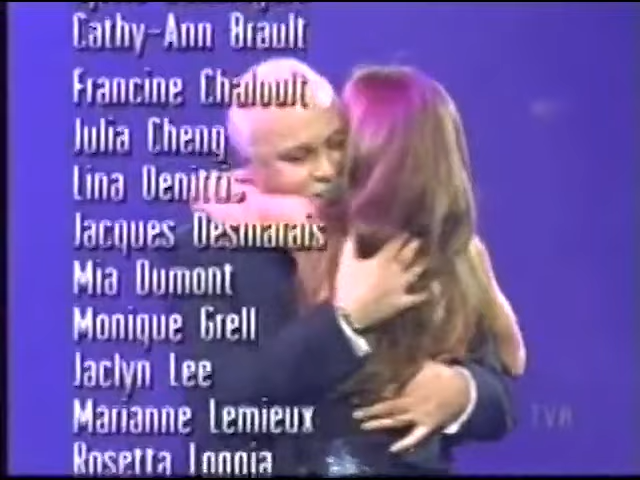 Cathy-Ann Brault
Francine Chaloult
Julia Cheng
Lina Denittis
Jacques Desmarais
Mia Dumont
Monique Grell
Jaclyn Lee
Marianne Lemieux
Rosetta Loggia
TVA